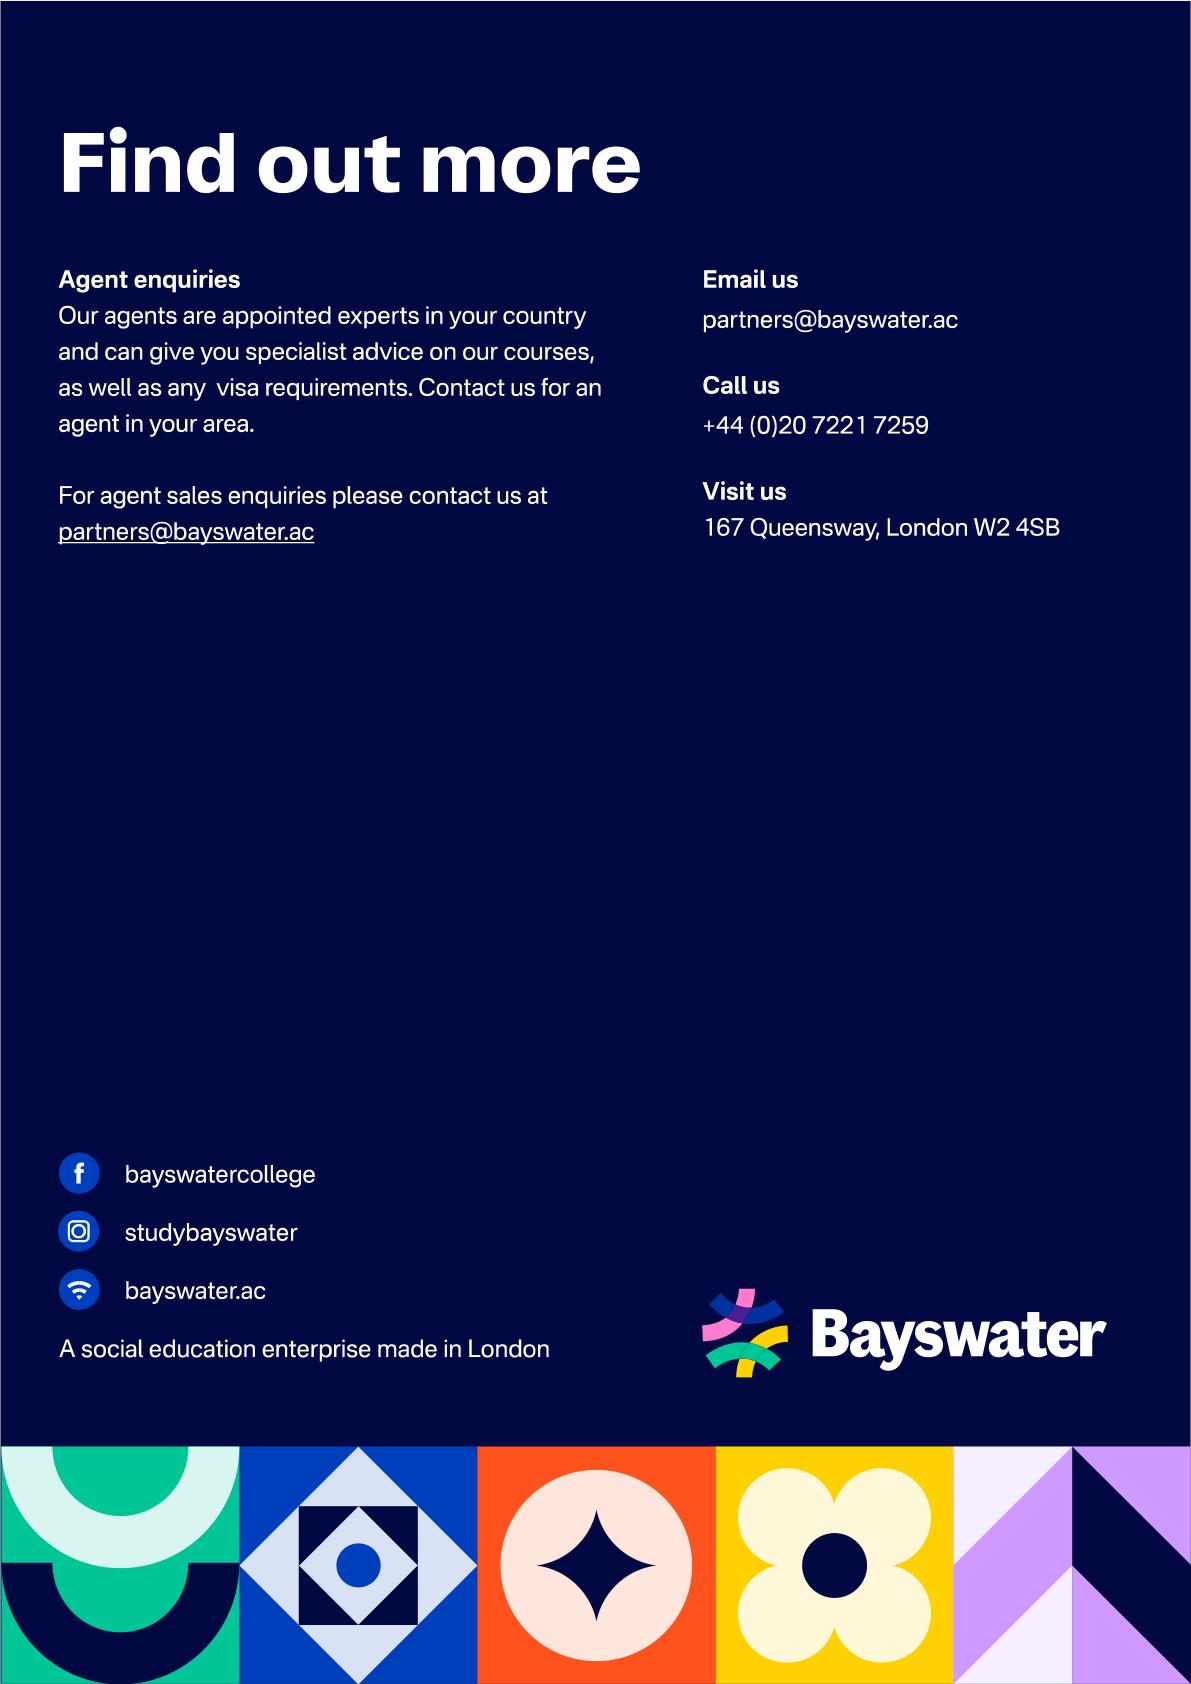 Find out more
Agent enquiries
Our agents are appointed experts in your country
and can give you specialist advice on our courses,
as well as any  visa requirements. Contact us for an
agent in your area.
For agent sales enquiries please contact us at
partners@bayswater.ac
Email us
partners@bayswater.ac
Call us
+44 (0)20 7221 7259
Visit us
167 Queensway, London W2 4SB
bayswatercollege
studybayswater
bayswater.ac
A social education enterprise made in London
Bayswater